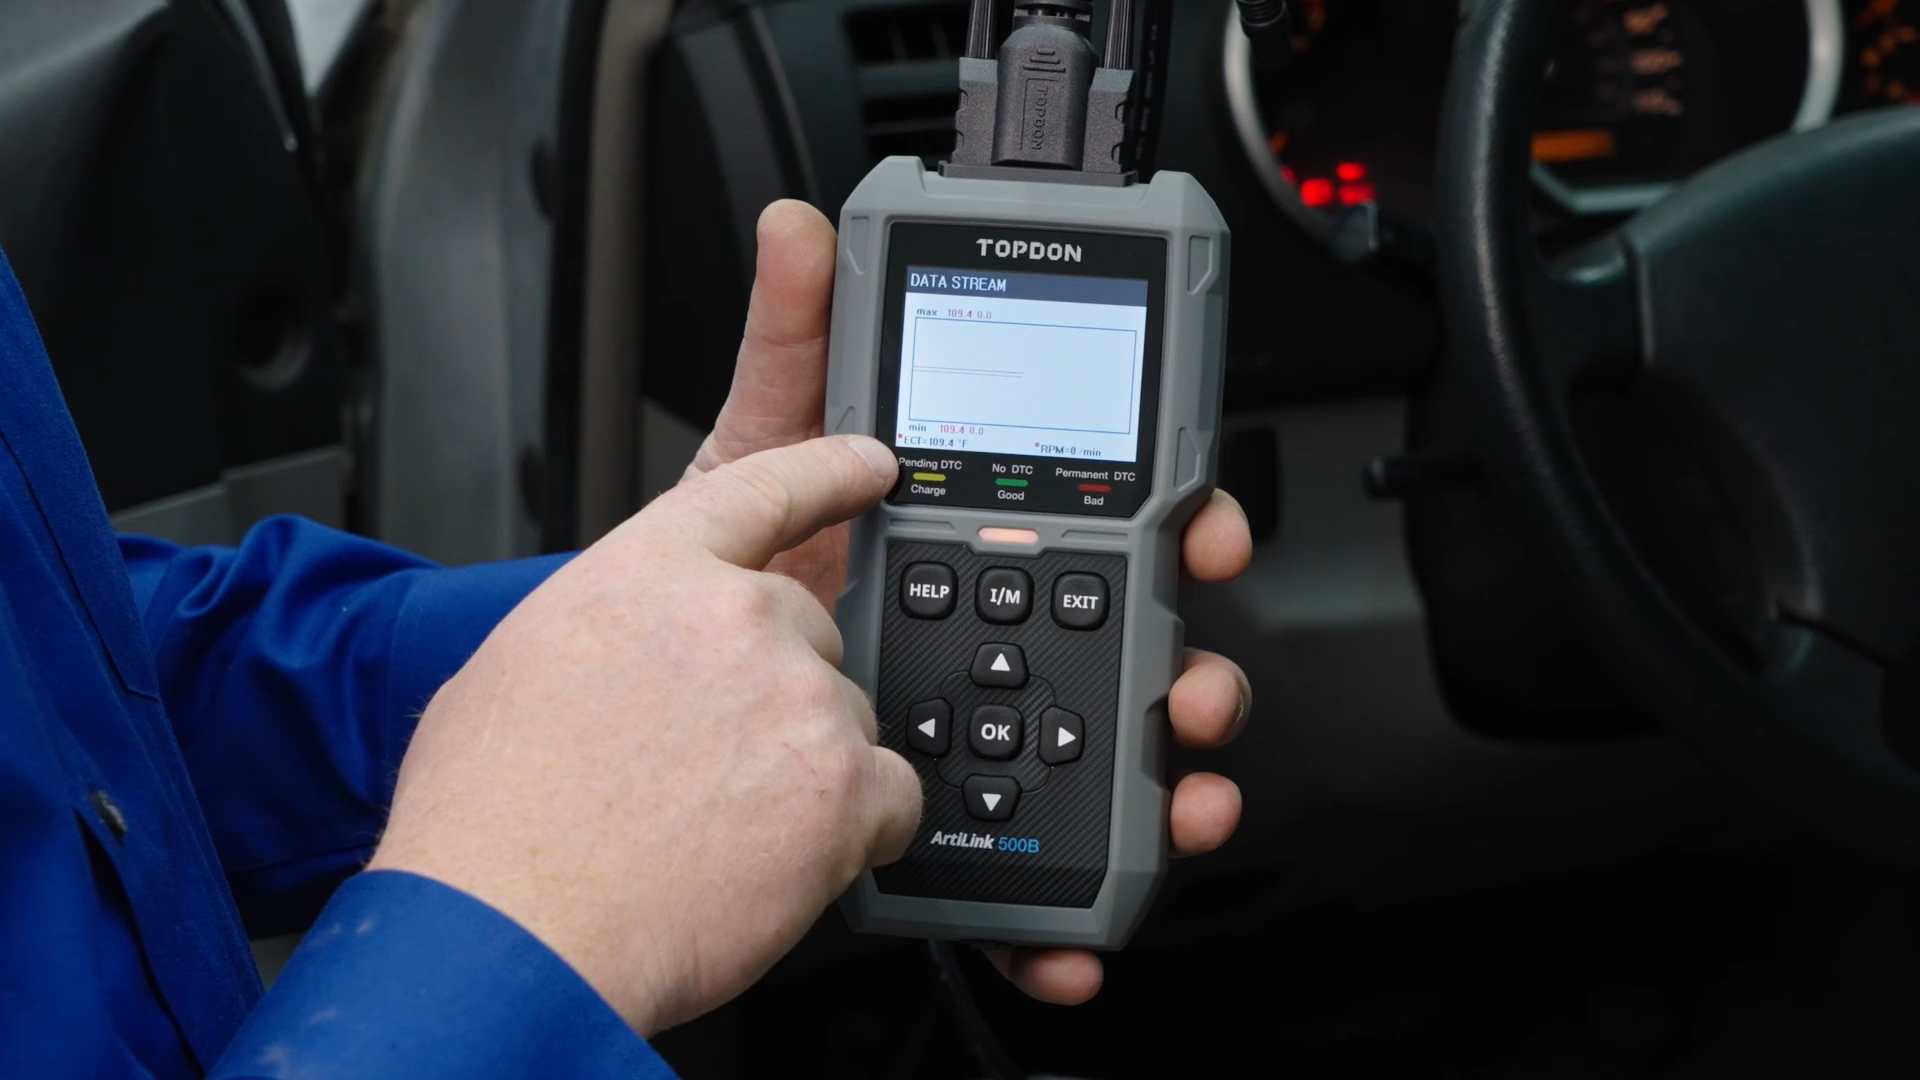 TOPDON
TOPDON
DATA STREAM
max 109.4 0.0
min 109.4 0.0
ECT=109.4 °F RPM=0 /min
Pending DTC No DTC Permanent DTC
Charge Good Bad
HELP I/M EXIT
OK
ArtiLink 500B